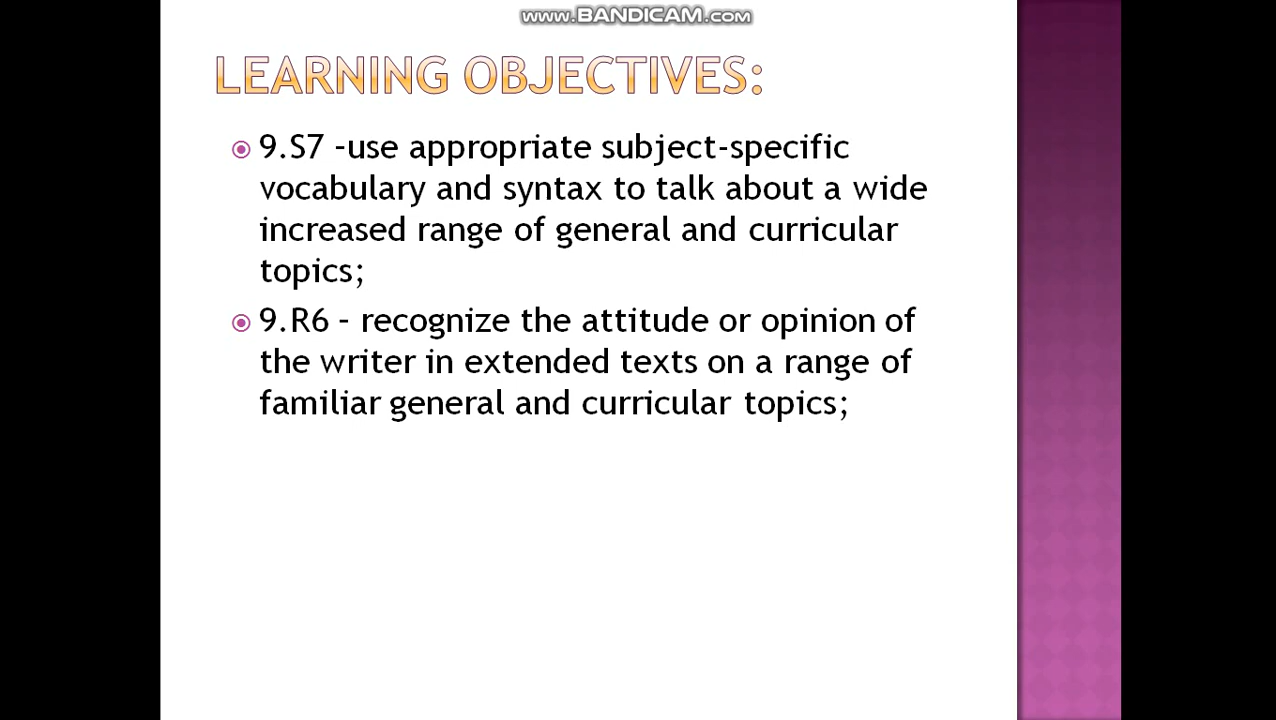 www.BANDICAM.com
LEARNING OBJECTIVES:
9.S7 -use appropriate subject-specific
vocabulary and syntax to talk about a wide
increased range of general and curricular
topics;
9.R6 - recognize the attitude or opinion of
the writer in extended texts on a range of
familiar general and curricular topics;